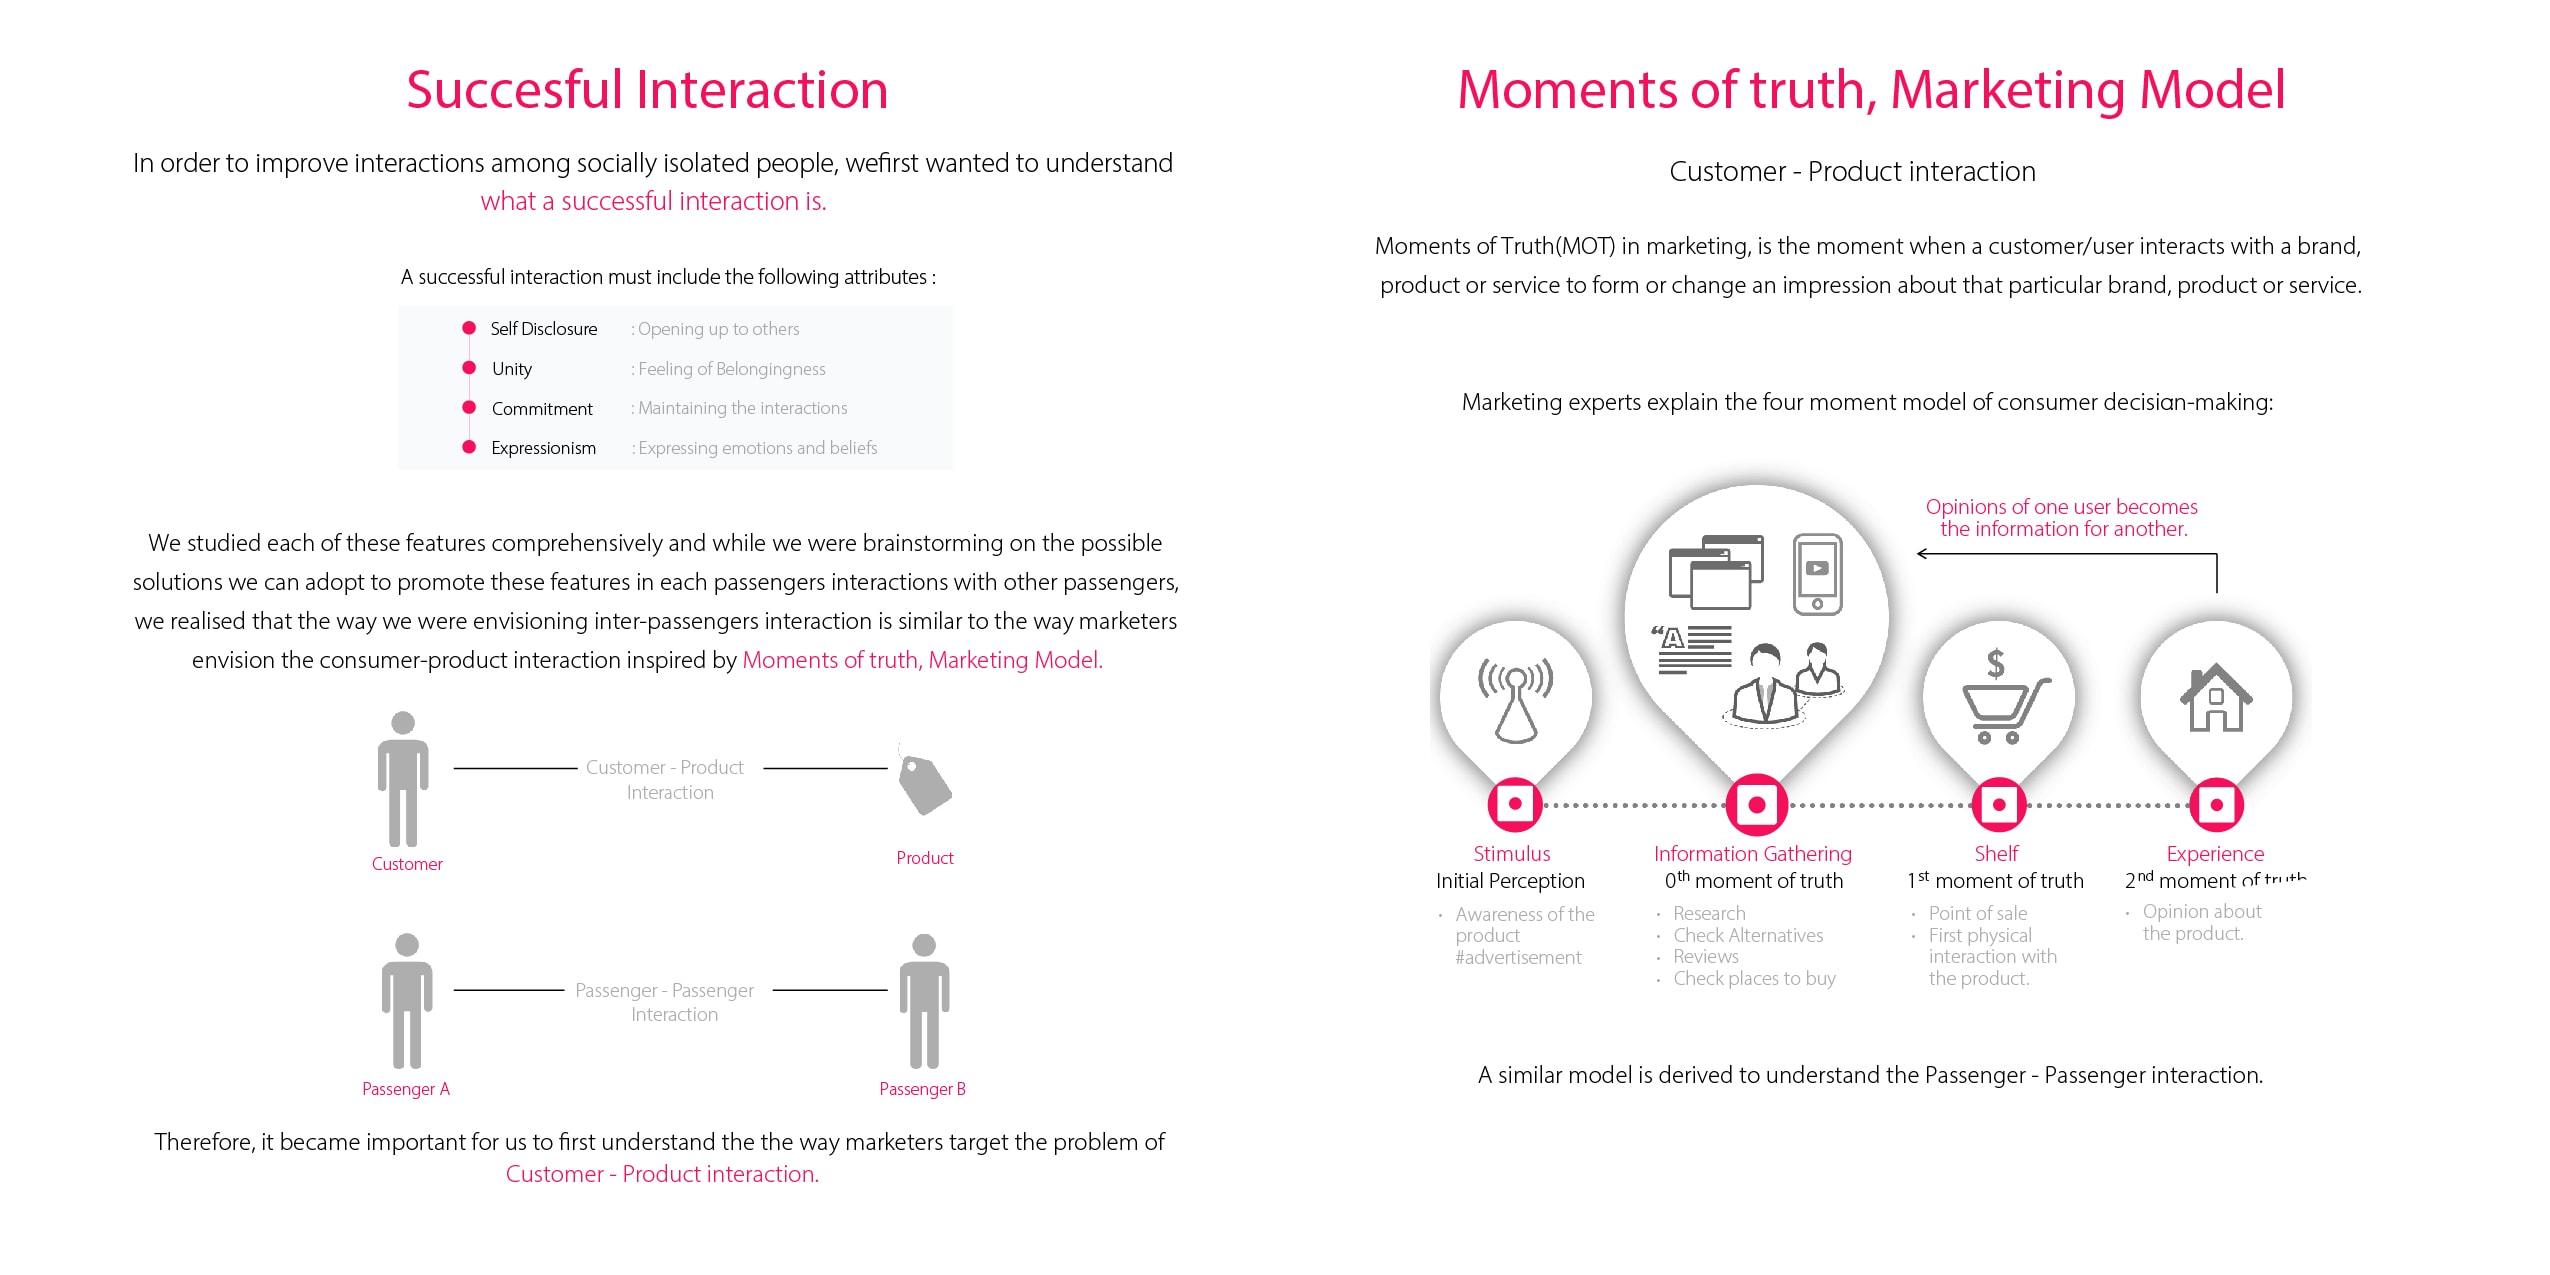 Succesful Interaction
In order to improve interactions among socially isolated people, wefirst wanted to understand
what a successful interaction is.
A successful interaction must include the following attributes :
Self Disclosure : Opening up to others
Unity : Feeling of Belongingness
Commitment : Maintaining the interactions
Expressionism : Expressing emotions and beliefs
We studied each of these features comprehensively and while we were brainstorming on the possible
solutions we can adopt to promote these features in each passengers interactions with other passengers,
we realised that the way we were envisioning inter-passengers interaction is similar to the way marketers
envision the consumer-product interaction inspired by Moments of truth, Marketing Model.
Customer - Product
Interaction
Customer
Product
Passenger - Passenger
Interaction
Passenger A
Passenger B
Therefore, it became important for us to first understand the the way marketers target the problem of
Customer - Product interaction.
Moments of truth, Marketing Model
Customer - Product interaction
Moments of Truth(MOT) in marketing, is the moment when a customer/user interacts with a brand,
product or service to form or change an impression about that particular brand, product or service.
Marketing experts explain the four moment model of consumer decision-making:
Opinions of one user becomes
the information for another.
“A
$
Stimulus
Initial Perception
• Awareness of the
product
#advertisement
Information Gathering
0th moment of truth
• Research
• Check Alternatives
• Reviews
• Check places to buy
Shelf
1st moment of truth
• Point of sale
• First physical
interaction with
the product.
Experience
2nd moment of truth
• Opinion about
the product.
A similar model is derived to understand the Passenger - Passenger interaction.